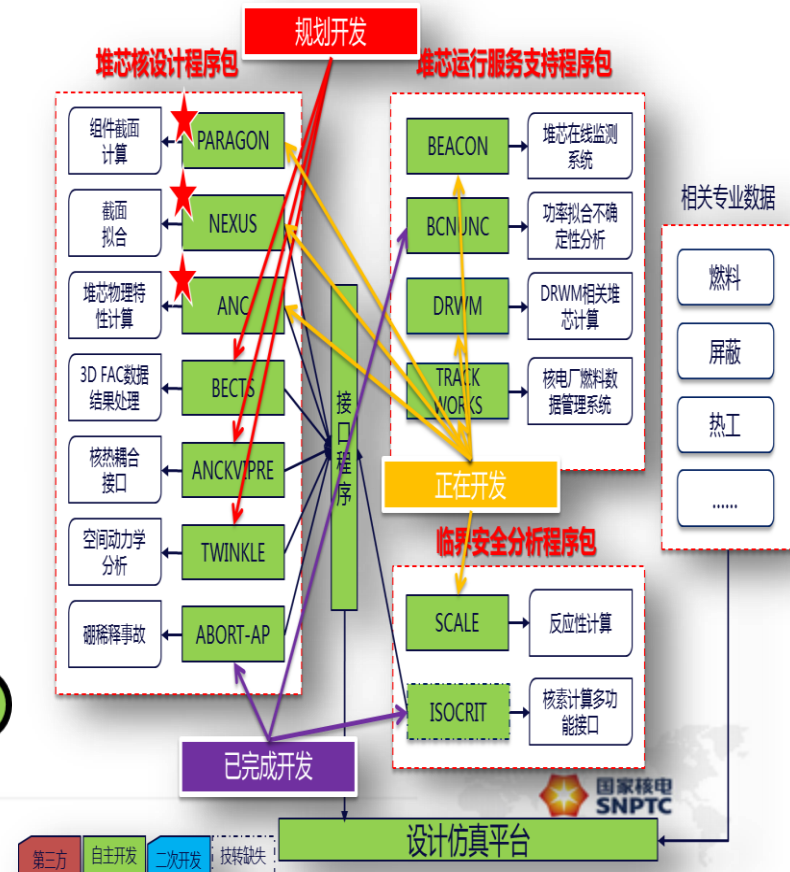 规划开发
堆芯核设计程序包
堆芯运行服务支持程序包
组件截面
计算
PARAGON
截面
拟合
NEXUS
堆芯物理特
性计算
ANC
3D FAC数据
结果处理
BECTS
核热耦合
接口
ANCKVIPRE
空间动力学
分析
TWINKLE
硼稀释事故
ABORT-AP
接口程序
BEACON
堆芯在线监测
系统
BCNUNC
功率拟合不确
定性分析
DRWM
DRWM相关堆
芯计算
TRACK
WORKS
核电厂燃料数
据管理系统
正在开发
相关专业数据
燃料
屏蔽
热工
......
临界安全分析程序包
SCALE
反应性计算
ISOCRIT
核素计算多功
能接口
已完成开发
国家核电
SNPTC
设计仿真平台
第三方
自主开发
二次开发
技转缺失